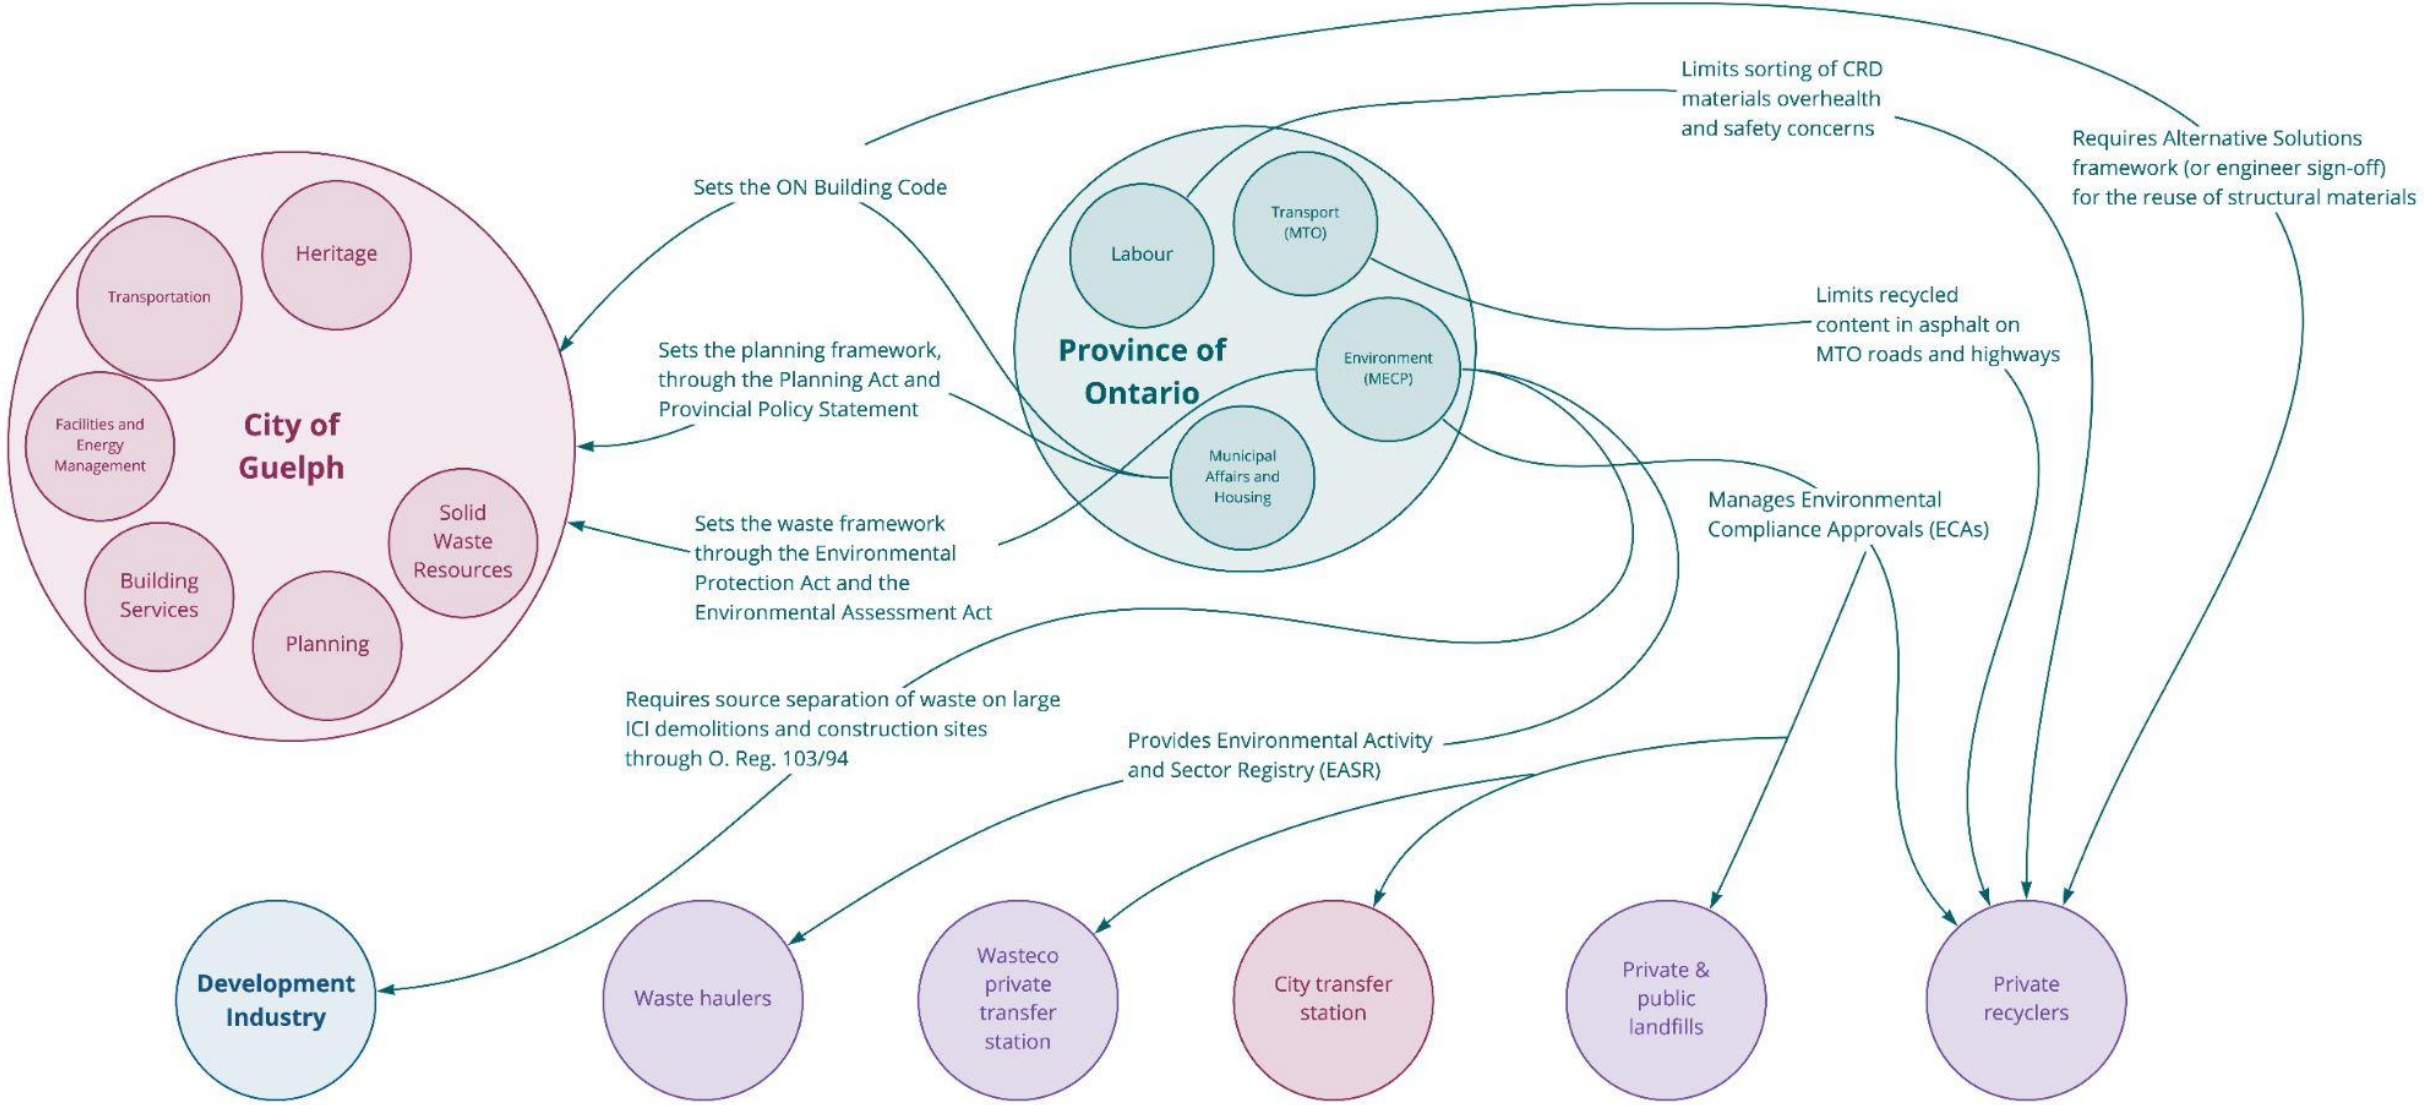 Limits sorting of CRD
materials overhealth
and safety concerns
Requires Alternative Solutions
framework (or engineer sign-off)
for the reuse of structural materials
Sets the ON Building Code
Heritage
Transportation
Facilities and
Energy
Management
City of
Guelph
Solid
Waste
Resources
Building
Services
Planning
Sets the planning framework,
through the Planning Act and
Provincial Policy Statement
Sets the waste framework
through the Environmental
Protection Act and the
Environmental Assessment Act
Labour
Transport
(MTO)
Province of
Ontario
Environment
(MECP)
Municipal
Affairs and
Housing
Limits recycled
content in asphalt on
MTO roads and highways
Manages Environmental
Compliance Approvals (ECAs)
Requires source separation of waste on large
ICI demolitions and construction sites
through O. Reg. 103/94
Provides Environmental Activity
and Sector Registry (EASR)
Development
Industry
Waste haulers
Wasteco
private
transfer
station
City transfer
station
Private &
public
landfills
Private
recyclers